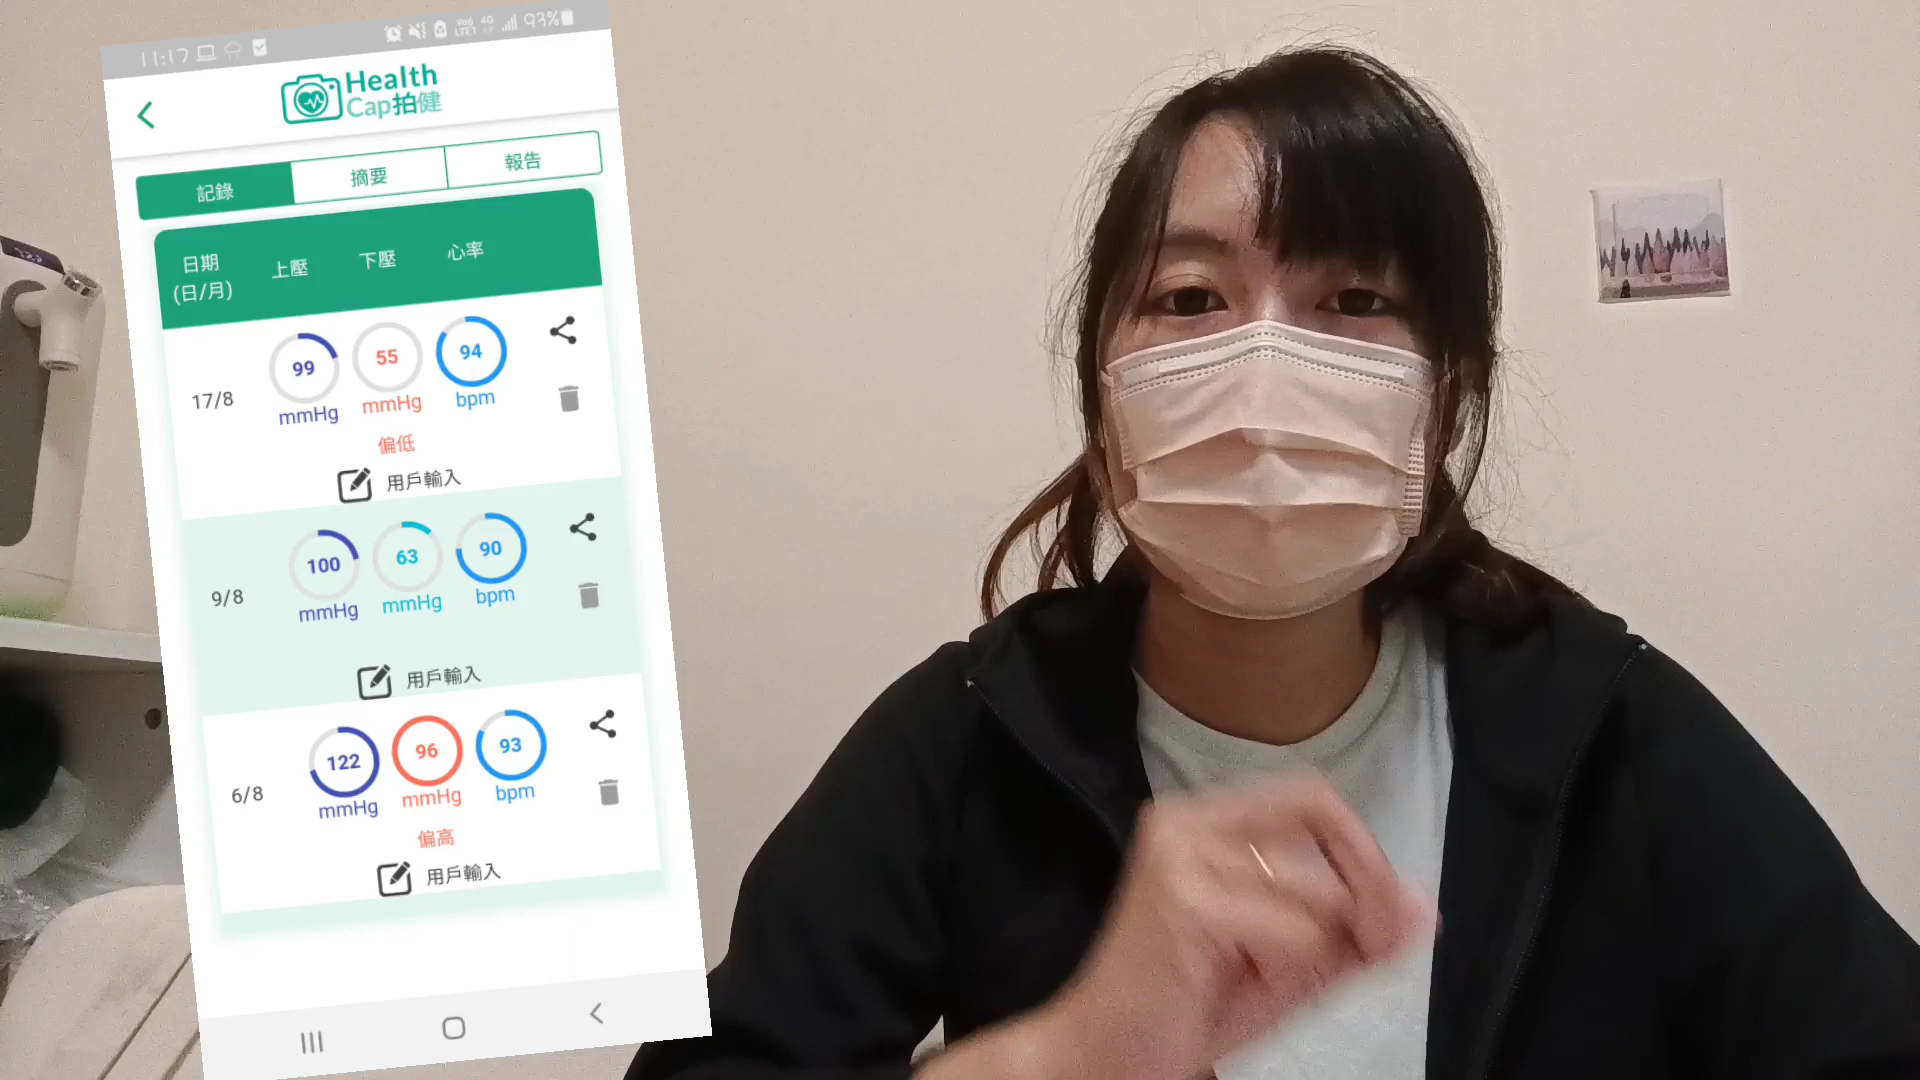 11:17
Vo) 4G
LTE1
93%
Health
Cap拍健
記錄 摘要 報告
日期
(日/月)
上壓 下壓 心率
17/8
99 55 94
mmHg mmHg bpm
偏低
用戶輸入
9/8
100 63 90
mmHg mmHg bpm
用戶輸入
6/8
122 96 93
mmHg mmHg bpm
偏高
用戶輸入